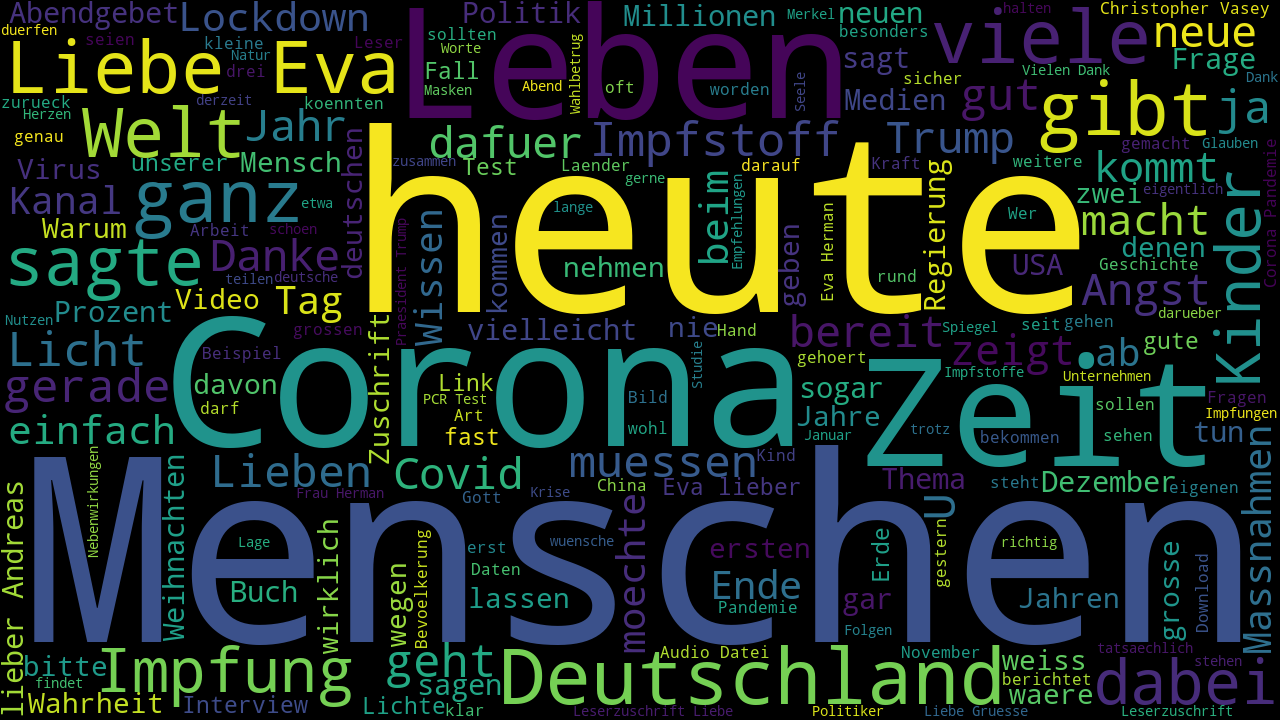 Abendgebet
Lockdown
Leben
Politik
Millionen
Merkel
neuen
halten
Christopher Vasey
duerfen
seien
kleine
Leser
sollten
besonders
viele
neue
Liebe
Eva
Natur
drei
Worte
Fall
Masken
Abend
Wahlbetrug
oft
worden
Seele
sagt
Medien
sicher
Vielen Dank
Frage
Dank
zurueck
Herzen
derzeit
koennten
gut
gibt
ja
genau
Welt
Jahr
dafuer
Impfstoff
Trump
gemacht
Glauben
Virus
unserer
Mensch
deutschen
zusammen
Test
Laender
gerne
darauf
Kraft
weitere
kommt
Kanal
ganz
etwa
heute
lange
beim
Empfehlungen
Regierung
Wer
zwei
eigentlich
macht
Kinder
Corona Pandemie
Warum
Arbeit
schoen
Praesident Trump
Wissen
kommen
geben
Eva Herman
denen
sagte
Danke
teilen
deutsche
nehmen
rund
USA
Geschichte
Angst
Nutzen
Prozent
Video
Tag
grossen
Zuschrift
vielleicht
nie
Hand
bereit
Spiegel
seit
gehen
darueber
Licht
Beispiel
Corona
Studie
gehoert
zeigt
Zeit
ab
gute
gerade
davon
darf
Link
PCR Test
Art
fast
Bild
wohl
sogar
Jahre
Januar
Impfstoffe
Unternehmen
sollen
Fragen
Impfungen
einfach
trotz
bekommen
sehen
tun
Nebenwirkungen
Lieben
Covid
muessen
Kind
Thema
steht
Dezember
eigenen
Massnahmen
lieber Andreas
Weihnachten
Frau Herman
Gott
Krise
China
Eva lieber
U
Menschen
Lage
wirklich
Bevoelkerung
wuensche
moechte
ersten
Erde
gestern
richtig
grosse
Download
Buch
wegen
erst
Daten
lassen
Ende
Pandemie
gar
Folgen
Jahren
bitte
findet
Impfung
geht
sagen
Deutschland
Audio Datei
November
weiss
berichtet
waere
tatsaechlich
stehen
dabei
Wahrheit
Interview
Lichte
klar
Leserzuschrift Liebe
Politiker
Liebe Gruesse
Leserzuschrift